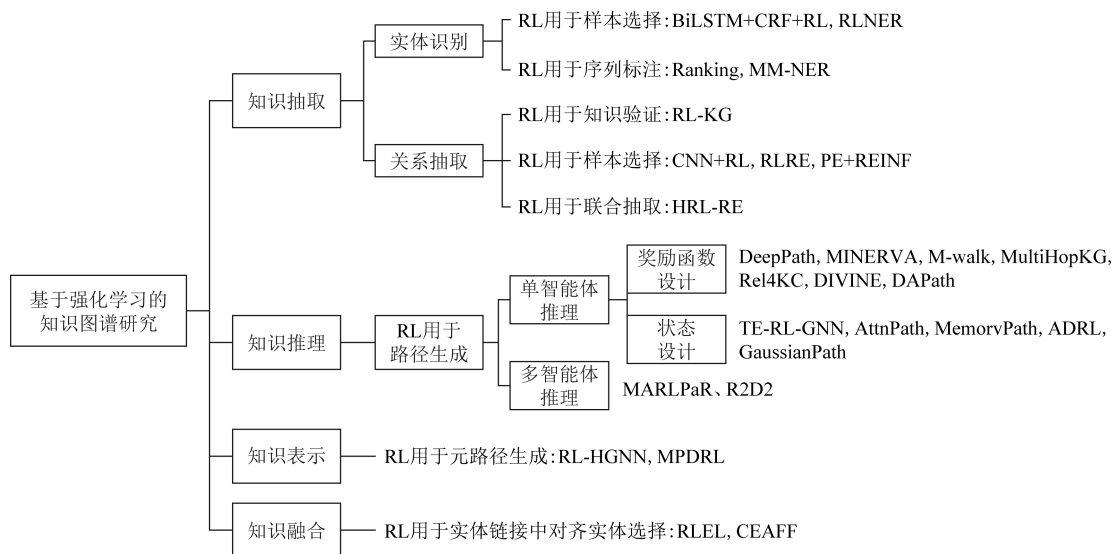 基于强化学习的
知识图谱研究
知识抽取
实体识别
RL用于样本选择:BiLSTM+CRF+RL, RLNER
RL用于序列标注:Ranking, MM-NER
关系抽取
RL用于知识验证:RL-KG
RL用于样本选择:CNN+RL, RLRE, PE+REINF
RL用于联合抽取:HRL-RE
知识推理
RL用于
路径生成
单智能体
推理
奖励函数
设计
DeepPath, MINERVA, M-walk, MultiHopKG,
Rel4KC, DIVINE, DAPath
状态
设计
TE-RL-GNN, AttnPath, MemorvPath, ADRL,
GaussianPath
多智能体
推理
MARLPaR、R2D2
知识表示
RL用于元路径生成:RL-HGNN, MPDRL
知识融合
RL用于实体链接中对齐实体选择:RLEL, CEAFF